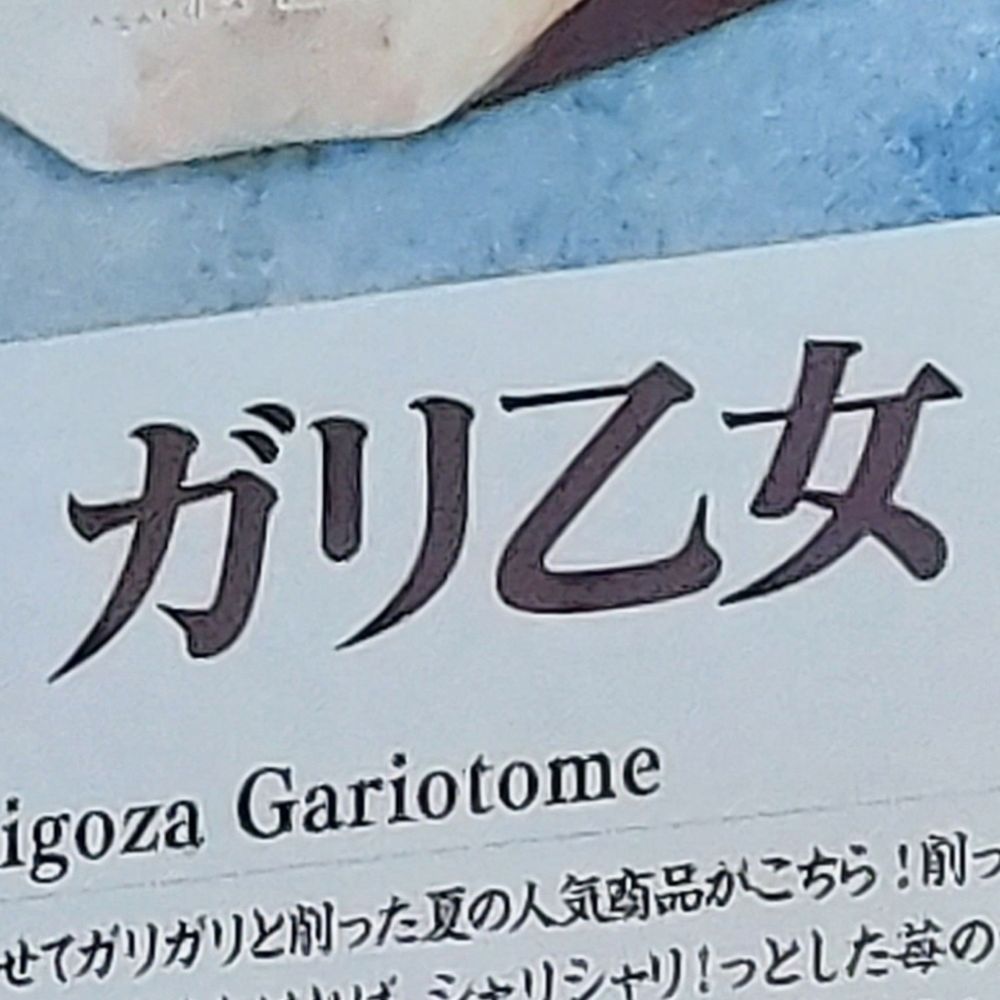 ガリ乙女
igoza Gariotome
せてガリガリと削った夏の人気商品がこちら！削っ
シャリシャリ！っとした苺の